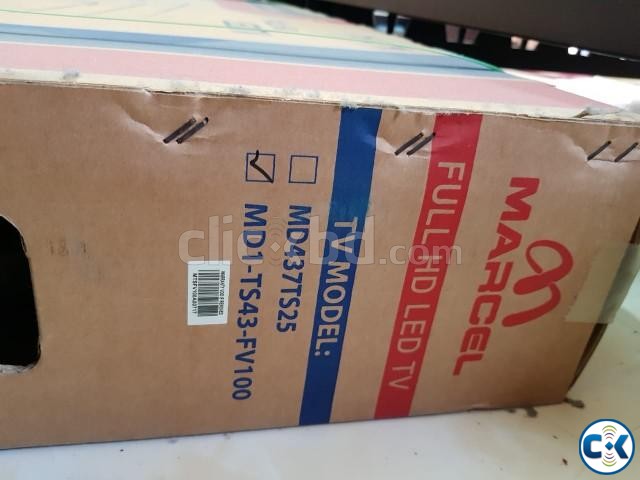 MARCEL
FULL HD LED TV
TV MODEL:
MD437TS25
MD1-TS43-FV100
clickbd.com